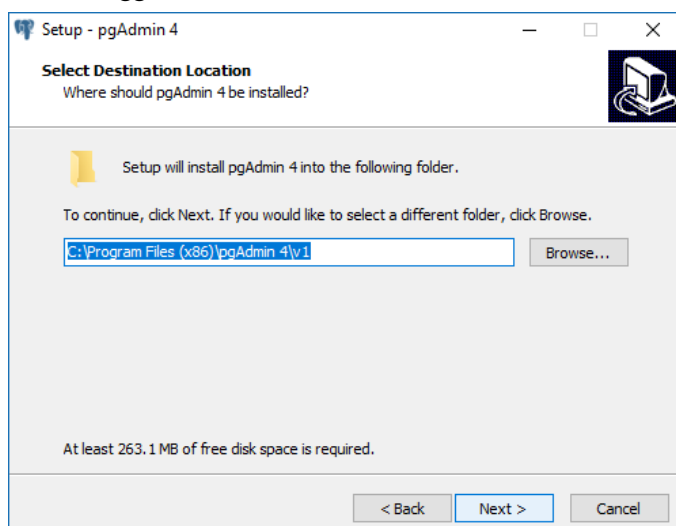 Setup - pgAdmin 4
Select Destination Location
Where should pgAdmin 4 be installed?
Setup will install pgAdmin 4 into the following folder.
To continue, click Next. If you would like to select a different folder, click Browse.
C:\Program Files (x86)\pgAdmin 4\v1
Browse...
At least 263.1 MB of free disk space is required.
< Back Next > Cancel